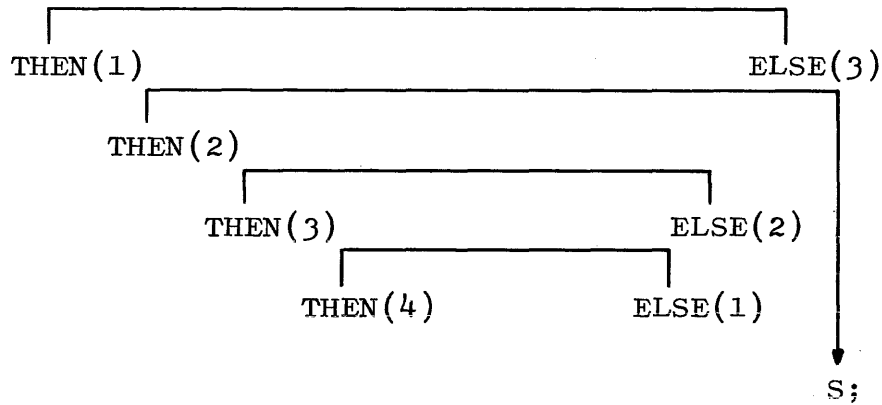 THEN(1) ELSE(3)
THEN(2)
THEN(3) ELSE(2)
THEN(4) ELSE(1)
S;